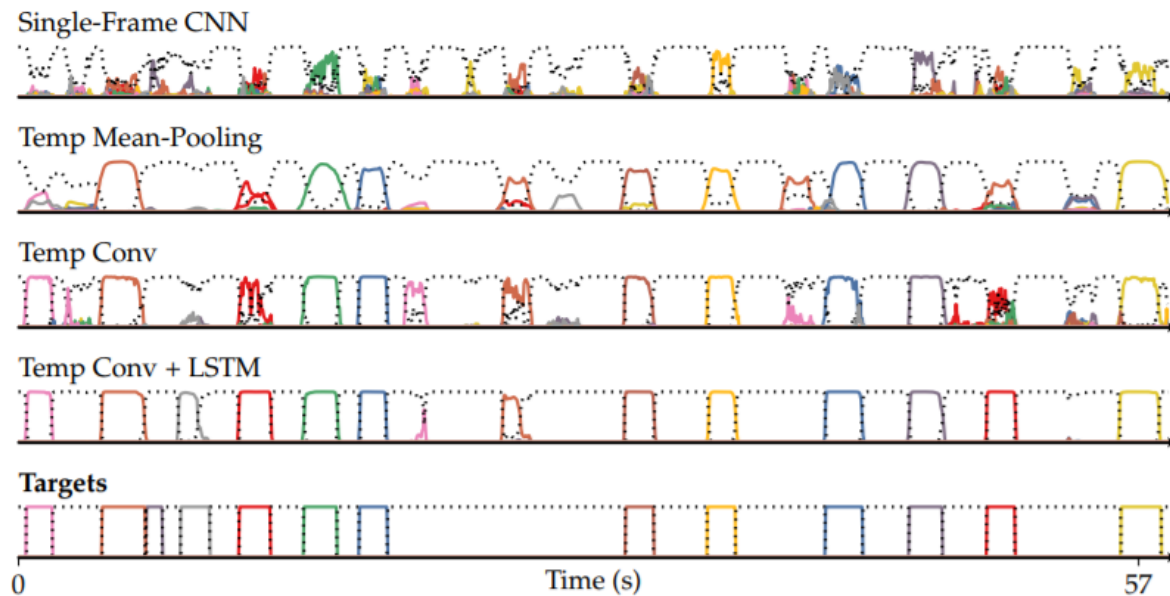 Single-Frame CNN
Temp Mean-Pooling
Temp Conv
Temp Conv + LSTM
Targets
0 Time (s) 57